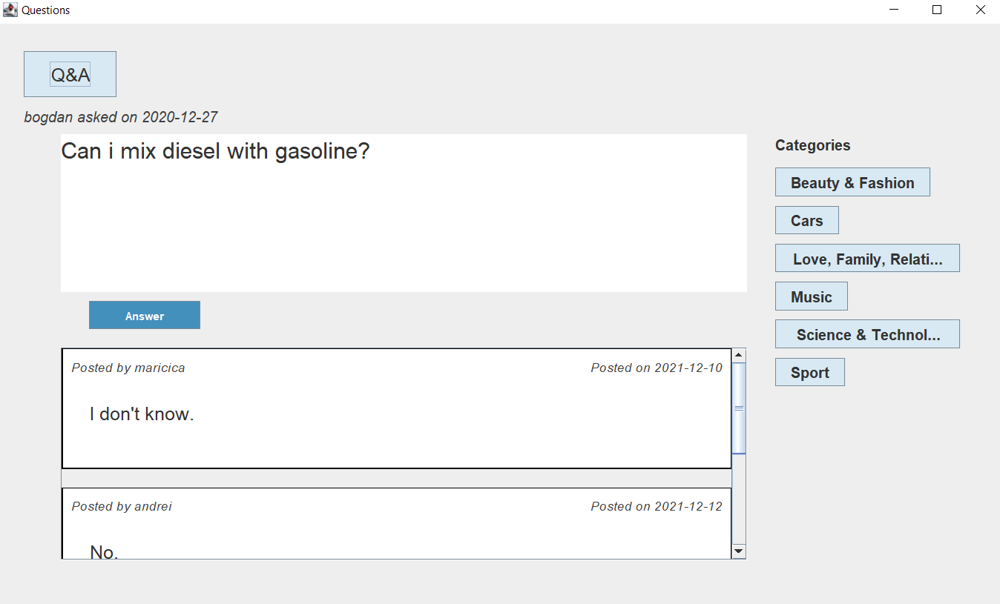 Questions
Q&A
bogdan asked on 2020-12-27
Can i mix diesel with gasoline?
Answer
Posted by maricica Posted on 2021-12-10
I don't know.
Posted by andrei Posted on 2021-12-12
No.
Categories
Beauty & Fashion
Cars
Love, Family, Relati...
Music
Science & Technol...
Sport